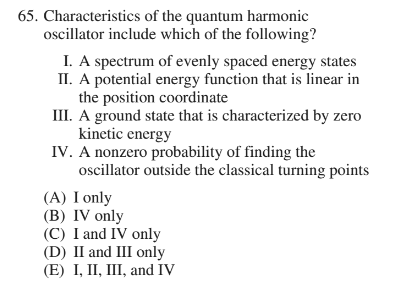 65. Characteristics of the quantum harmonic
oscillator include which of the following?
I. A spectrum of evenly spaced energy states
II. A potential energy function that is linear in
the position coordinate
III. A ground state that is characterized by zero
kinetic energy
IV. A nonzero probability of finding the
oscillator outside the classical turning points
(A) I only
(B) IV only
(C) I and IV only
(D) II and III only
(E) I, II, III, and IV